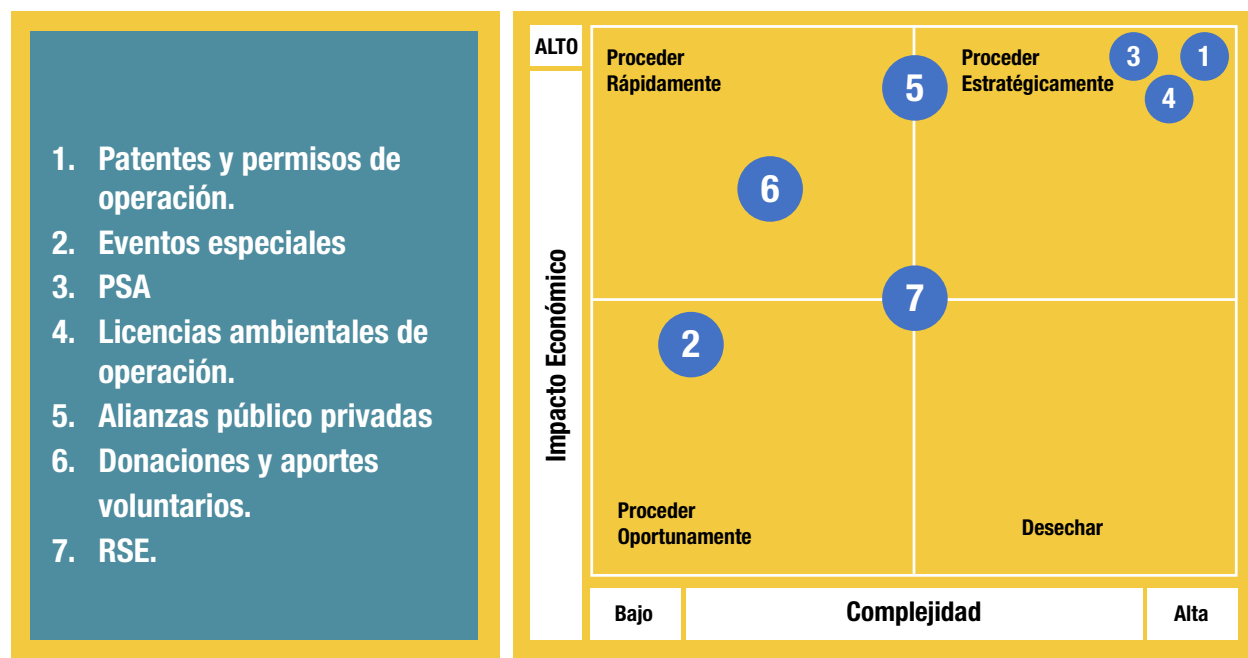 1. Patentes y permisos de
operación.
2. Eventos especiales
3. PSA
4. Licencias ambientales de
operación.
5. Alianzas público privadas
6. Donaciones y aportes
voluntarios.
7. RSE.
ALTO
Impacto Económico
Proceder
Rápidamente
5
6
Proceder
Estratégicamente
3
1
4
7
2
Proceder
Oportunamente
Desechar
Bajo
Complejidad
Alta